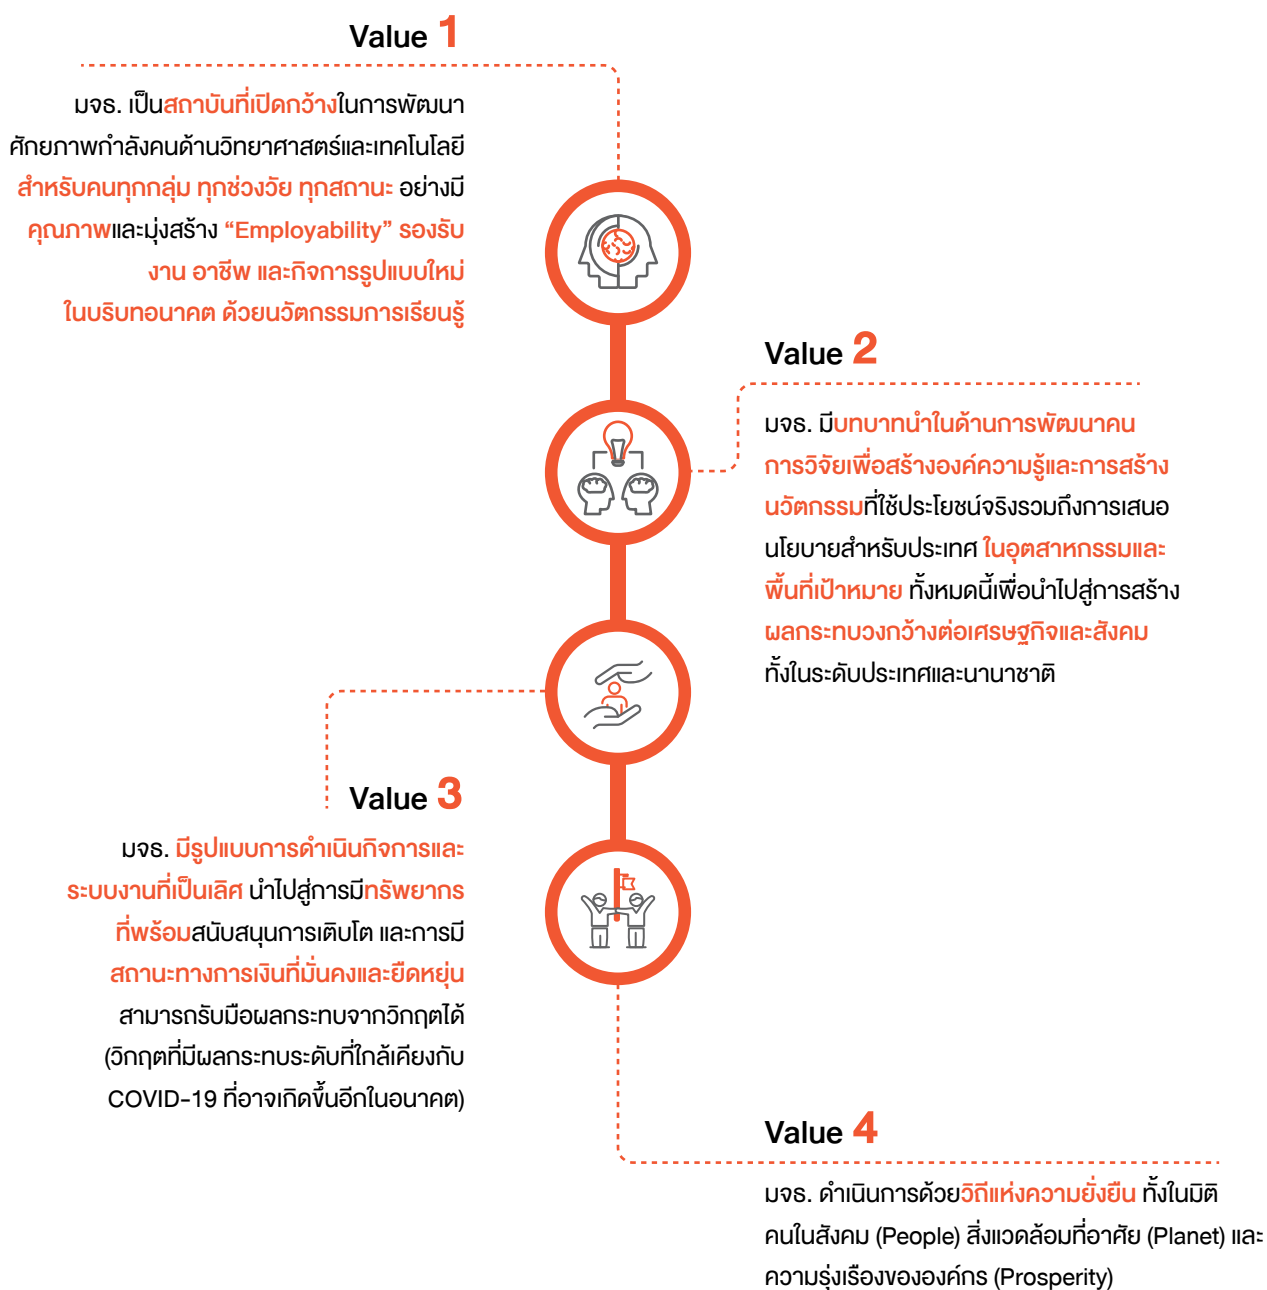 Value 1
มจธ. เป็นสถาบันที่เปิดกว้างในการพัฒนา
ศักยภาพกำลังคนด้านวิทยาศาสตร์และเทคโนโลยี
สำหรับคนทุกกลุ่ม ทุกช่วงวัย ทุกสถานะ อย่างมี
คุณภาพและมุ่งสร้าง “Employability” รองรับ
งาน อาชีพ และกิจการรูปแบบใหม่
ในบริบทอนาคต ด้วยนวัตกรรมการเรียนรู้
Value 2
มจธ. มีบทบาทนำในด้านการพัฒนาคน
การวิจัยเพื่อสร้างองค์ความรู้และการสร้าง
นวัตกรรมที่ใช้ประโยชน์จริงรวมถึงการเสนอ
นโยบายสำหรับประเทศ ในอุตสาหกรรมและ
พื้นที่เป้าหมาย ทั้งหมดนี้เพื่อนำไปสู่การสร้าง
ผลกระทบวงกว้างต่อเศรษฐกิจและสังคม
ทั้งในระดับประเทศและนานาชาติ
Value 3
มจธ. มีรูปแบบการดำเนินกิจการและ
ระบบงานที่เป็นเลิศ นำไปสู่การมีทรัพยากร
ที่พร้อมสนับสนุนการเติบโต และการมี
สถานะทางการเงินที่มั่นคงและยืดหยุ่น
สามารถรับมือผลกระทบจากวิกฤตได้
(วิกฤตที่มีผลกระทบระดับที่ใกล้เคียงกับ
COVID-19 ที่อาจเกิดขึ้นอีกในอนาคต)
Value 4
มจธ. ดำเนินการด้วยวิถีแห่งความยั่งยืน ทั้งในมิติ
คนในสังคม (People) สิ่งแวดล้อมที่อาศัย (Planet) และ
ความรุ่งเรืองขององค์กร (Prosperity)